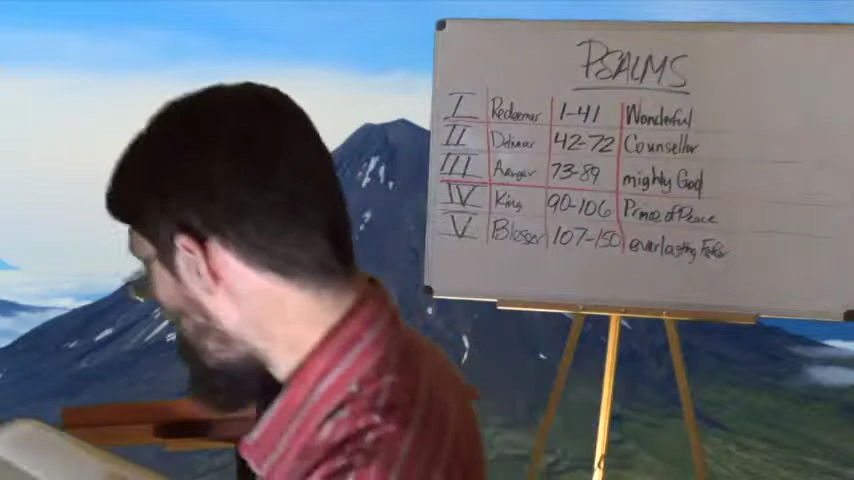 PSALMS
I Redeemer 1-41 Wonderful
II 42-72 Counsellor
III Avenger 73-89 mighty God
IV King 90-106 Prince of Peace
V Blesser 107-150 everlasting Father